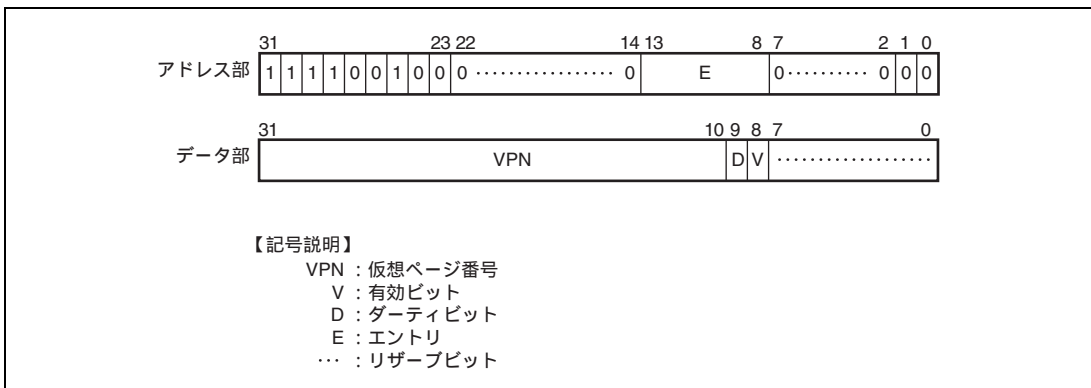 31 23 22 14 13 8 7 2 1 0
アドレス部 1 1 1 1 0 0 1 0 0 0 ················· 0 E 0·········· 0 0 0
31 10 9 8 7 0
データ部 VPN D V ···················
【記号説明】
VPN :仮想ページ番号
V :有効ビット
D :ダーティビット
E :エントリ
··· :リザーブビット